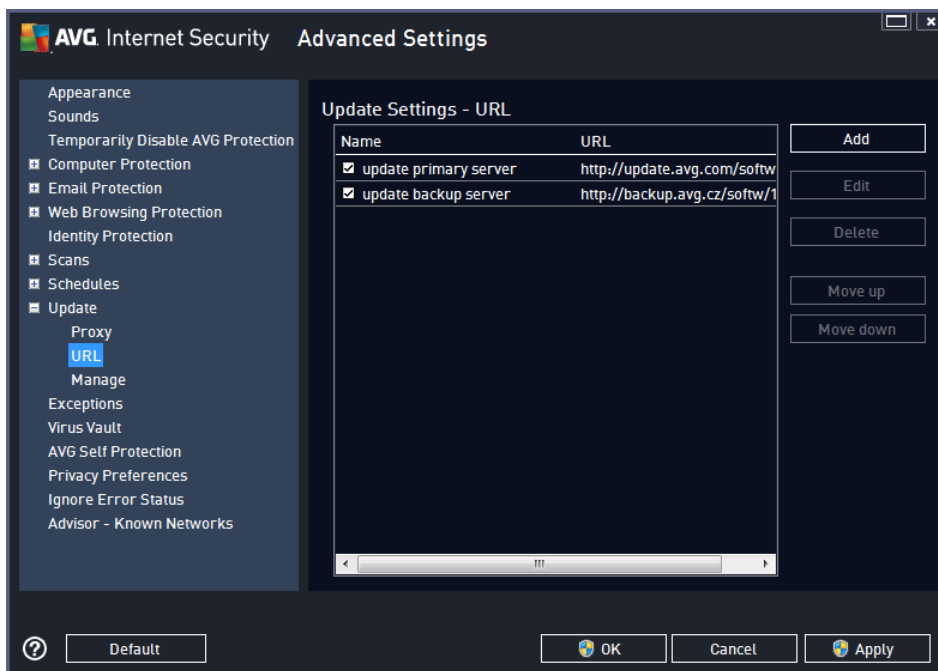 AVG. Internet Security Advanced Settings
Appearance
Sounds
Temporarily Disable AVG Protection
Computer Protection
Email Protection
Web Browsing Protection
Identity Protection
Scans
Schedules
Update
Proxy
URL
Manage
Exceptions
Virus Vault
AVG Self Protection
Privacy Preferences
Ignore Error Status
Advisor - Known Networks
Update Settings - URL
Name URL
update primary server http://update.avg.com/softw
update backup server http://backup.avg.cz/softw/1
Add
Edit
Delete
Move up
Move down
Default
OK
Cancel
Apply